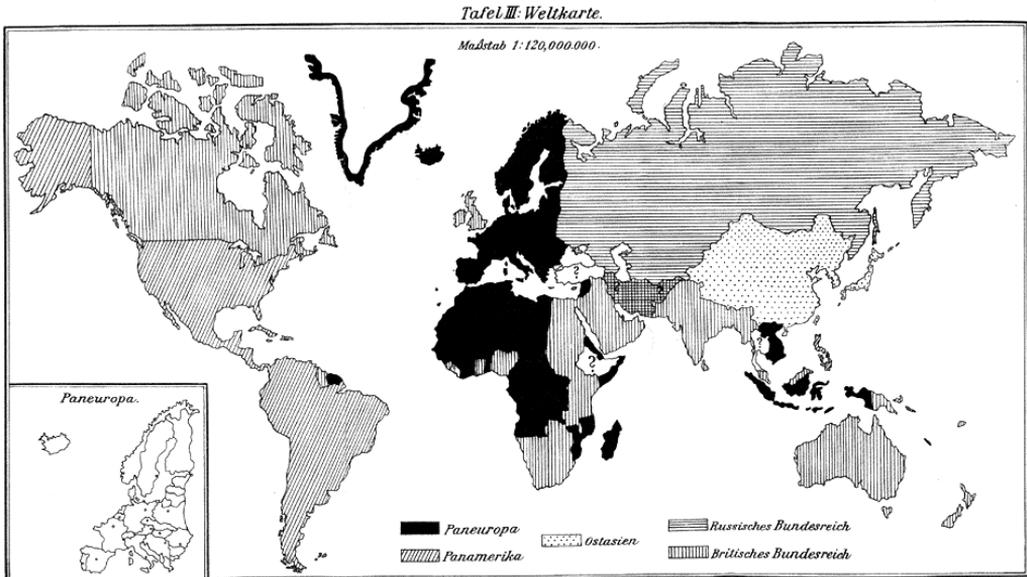 Tafel III: Weltkarte.
Maßstab 1:120,000.000.
?
?
?
Paneuropa.
Paneuropa
Panamerika
Ostasien
Russisches Bundesreich
Britisches Bundesreich